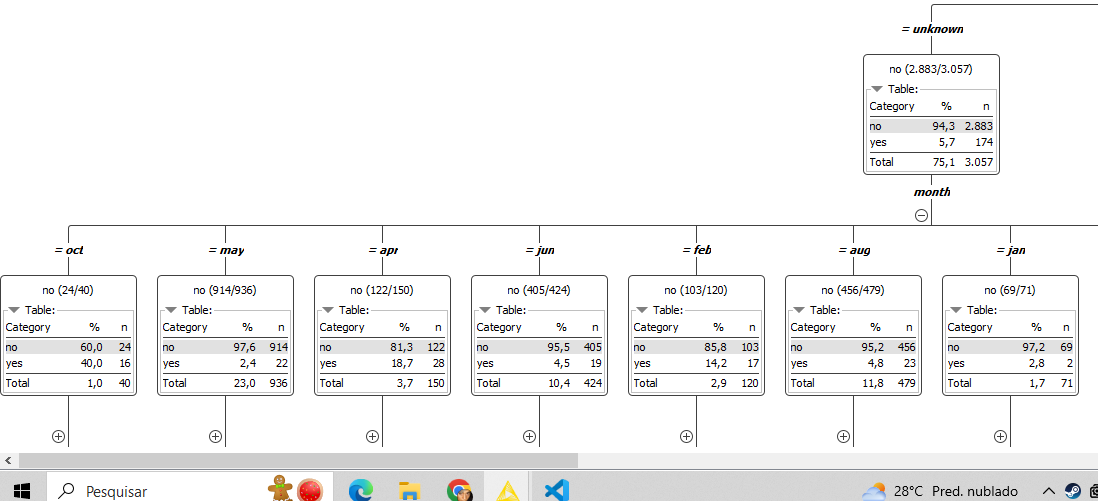 = unknown
no (2.883/3.057)
Table:
Category % n
no 94,3 2.883
yes 5,7 174
Total 75,1 3.057
month
= oct = may = apr = jun = feb = aug = jan
no (24/40) no (914/936) no (122/150) no (405/424) no (103/120) no (456/479) no (69/71)
Table: Table: Table: Table: Table: Table: Table:
Category % n Category % n Category % n Category % n Category % n Category % n Category % n
no 60,0 24 no 97,6 914 no 81,3 122 no 95,5 405 no 85,8 103 no 95,2 456 no 97,2 69
yes 40,0 16 yes 2,4 22 yes 18,7 28 yes 4,5 19 yes 14,2 17 yes 4,8 23 yes 2,8 2
Total 1,0 40 Total 23,0 936 Total 3,7 150 Total 10,4 424 Total 2,9 120 Total 11,8 479 Total 1,7 71
Pesquisar 28°C Pred. nublado